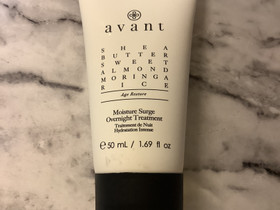 avant
SHEA
BUTTER
SWEET
ALMOND
MORINGA
RICE
Age Restore
Moisture Surge
Overnight Treatment
Traitement de Nuit
Hydratation Intense
℮ 50 mL / 1.69 fl oz